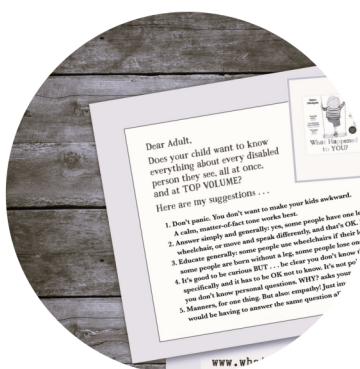 Dear Adult,
Does your child want to know
everything about every disabled
person they see, all at once,
and at TOP VOLUME?
Here are my suggestions . . .
1. Don't panic. You don't want to make your kids awkward.
A calm, matter-of-fact tone works best.
2. Answer simply and generally: yes, some people have one
wheelchair, or move and speak differently, and that's OK.
3. Educate generally: some people use wheelchairs if their
some people are born without a leg, some people lose
4. It's good to be curious BUT . . . be clear you don't know
specifically and it has to be OK not to know. It's not
you don't know personal questions. WHY? asks your
5. Manners, for one thing. But also: empathy! Just
would be having to answer the same question
What Happened
to YOU?